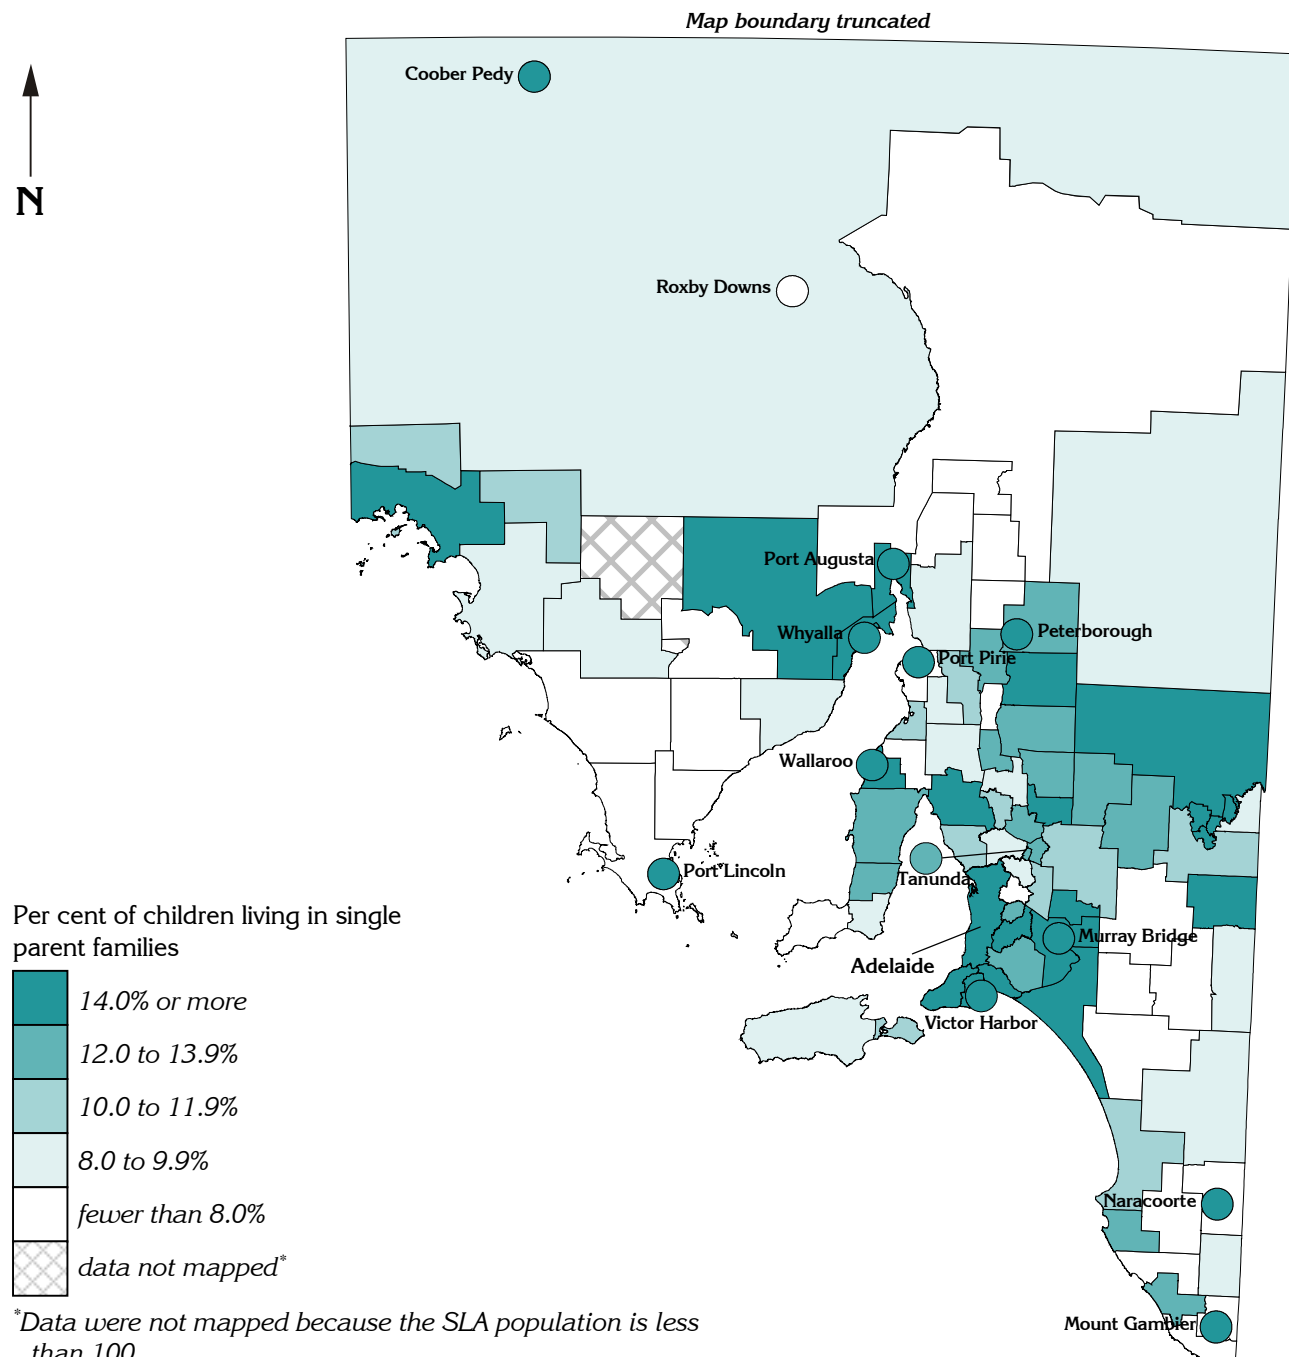 Map boundary truncated
Coober Pedy
N
Roxby Downs
Port Augusta
Whyalla
Peterborough
Port Pirie
Wallaroo
Port Lincoln
Tanunda
Murray Bridge
Adelaide
Victor Harbor
Naracoorte
Mount Gambier
Per cent of children living in single
parent families
14.0% or more
12.0 to 13.9%
10.0 to 11.9%
8.0 to 9.9%
fewer than 8.0%
data not mapped*
*Data were not mapped because the SLA population is less
than 100